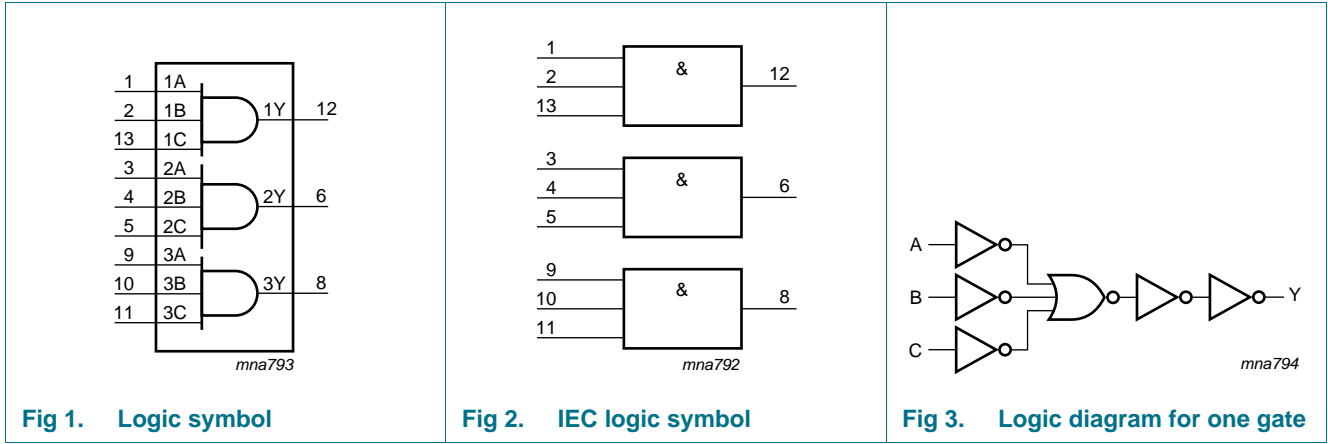 1 1A
2 1B 1Y 12
13 1C
3 2A
4 2B 2Y 6
5 2C
9 3A
10 3B 3Y 8
11 3C
mna793
Fig 1. Logic symbol
1
2 & 12
13
3
4 & 6
5
9
10 & 8
11
mna792
Fig 2. IEC logic symbol
A
B Y
C
mna794
Fig 3. Logic diagram for one gate